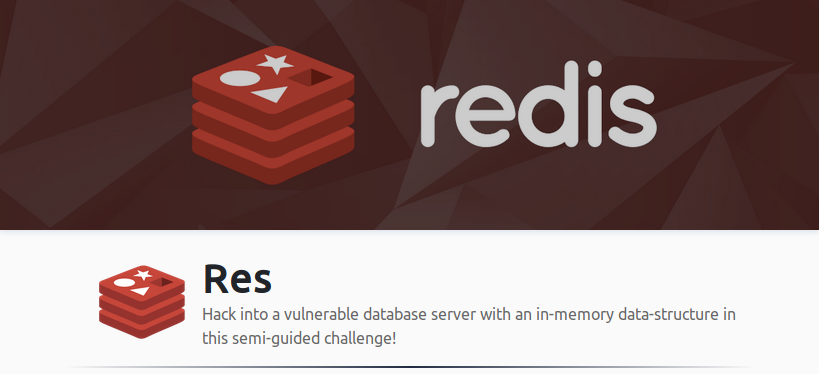 redis
Res
Hack into a vulnerable database server with an in-memory data-structure in
this semi-guided challenge!